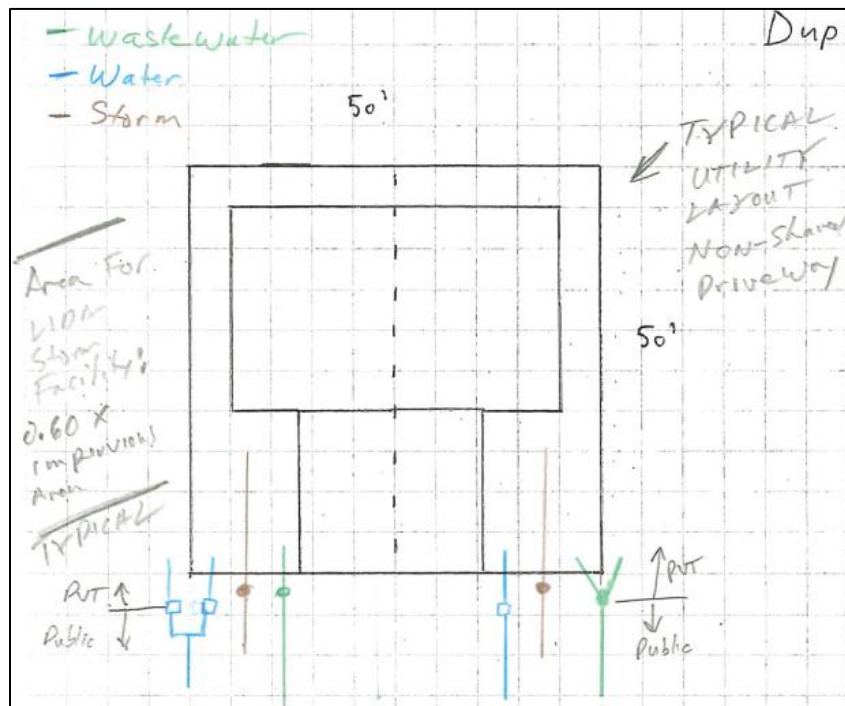 - Wastewater
- Water
- Storm
Dup
50'
TYPICAL
UTILITY
LAYOUT
NON-Shared
Driveway
50'
Area For
LIDA
Storm
Facility:
0.60 x
impervious
Area
TYPICAL
PVT
Public
PVT
Public